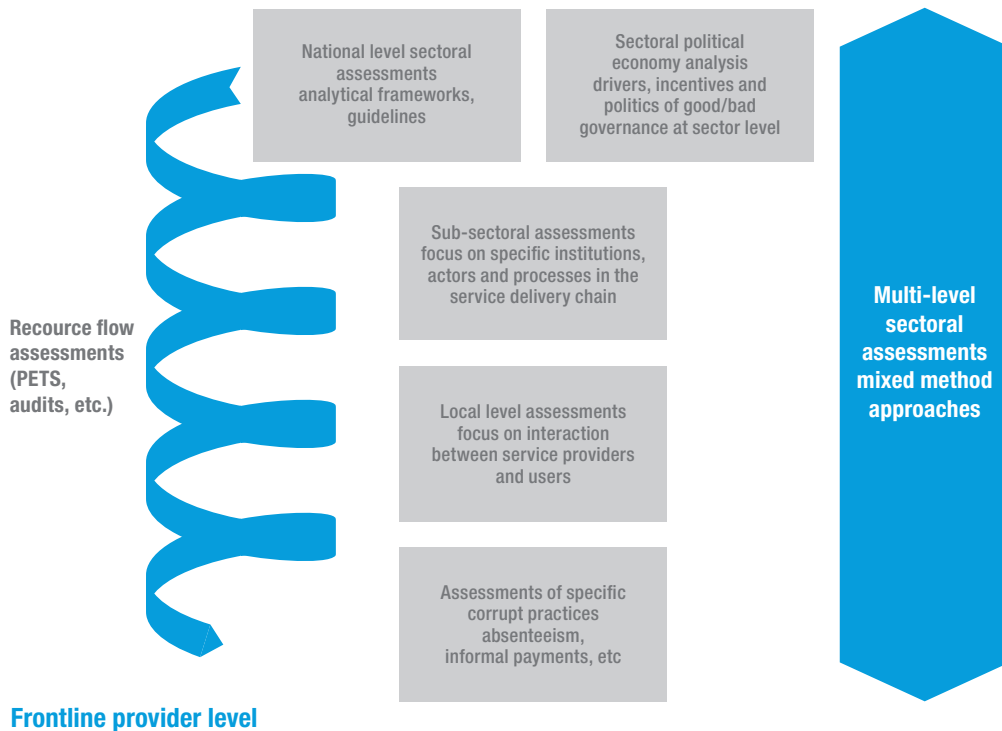 National level sectoral
assessments
analytical frameworks,
guidelines
Sectoral political
economy analysis
drivers, incentives and
politics of good/bad
governance at sector level
Sub-sectoral assessments
focus on specific institutions,
actors and processes in the
service delivery chain
Recource flow
assessments
(PETS,
audits, etc.)
Multi-level
sectoral
assessments
mixed method
approaches
Local level assessments
focus on interaction
between service providers
and users
Assessments of specific
corrupt practices
absenteeism,
informal payments, etc
Frontline provider level